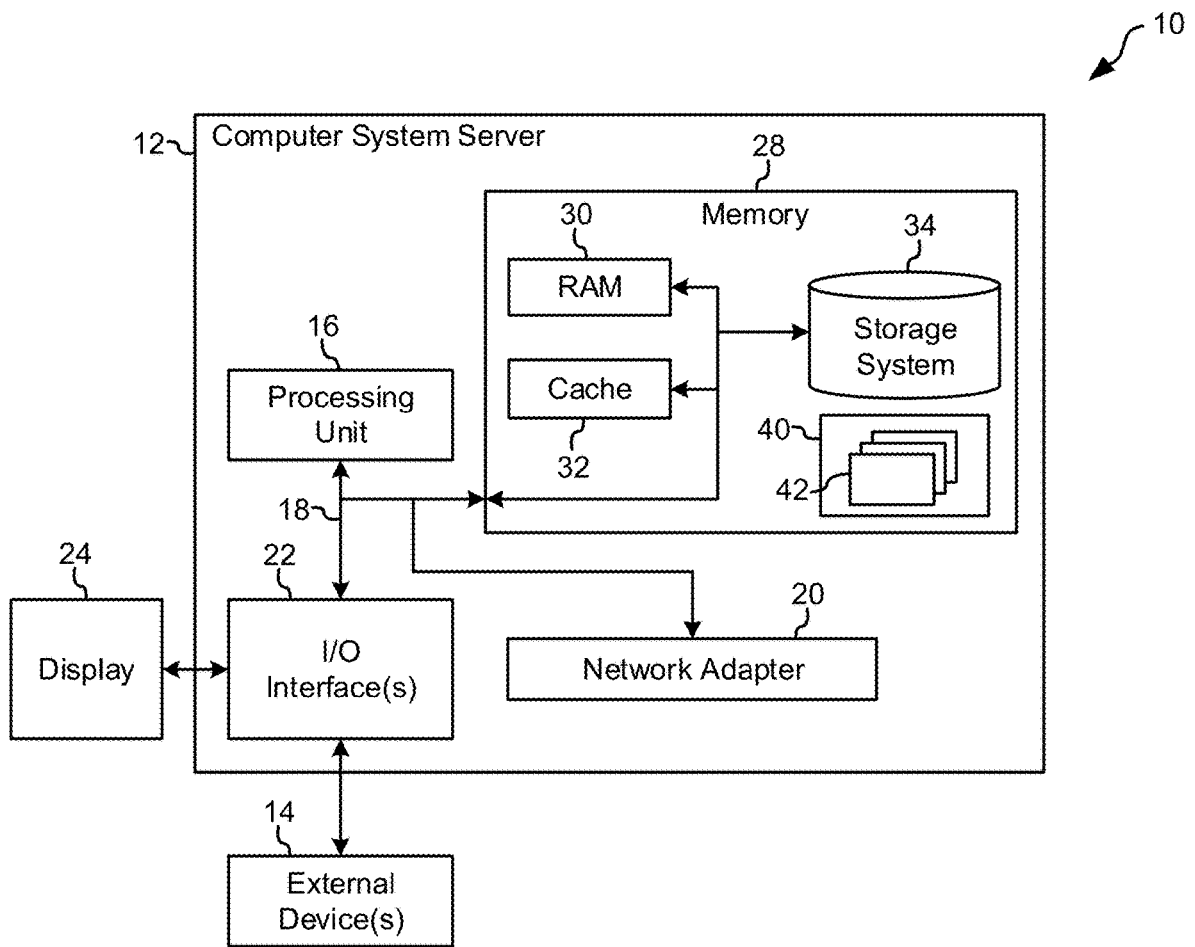 10
12
Computer System Server
28
Memory
30
RAM
34
Storage
System
16
Processing
Unit
Cache
32
40
42
18
24
Display
22
I/O
Interface(s)
20
Network Adapter
14
External
Device(s)